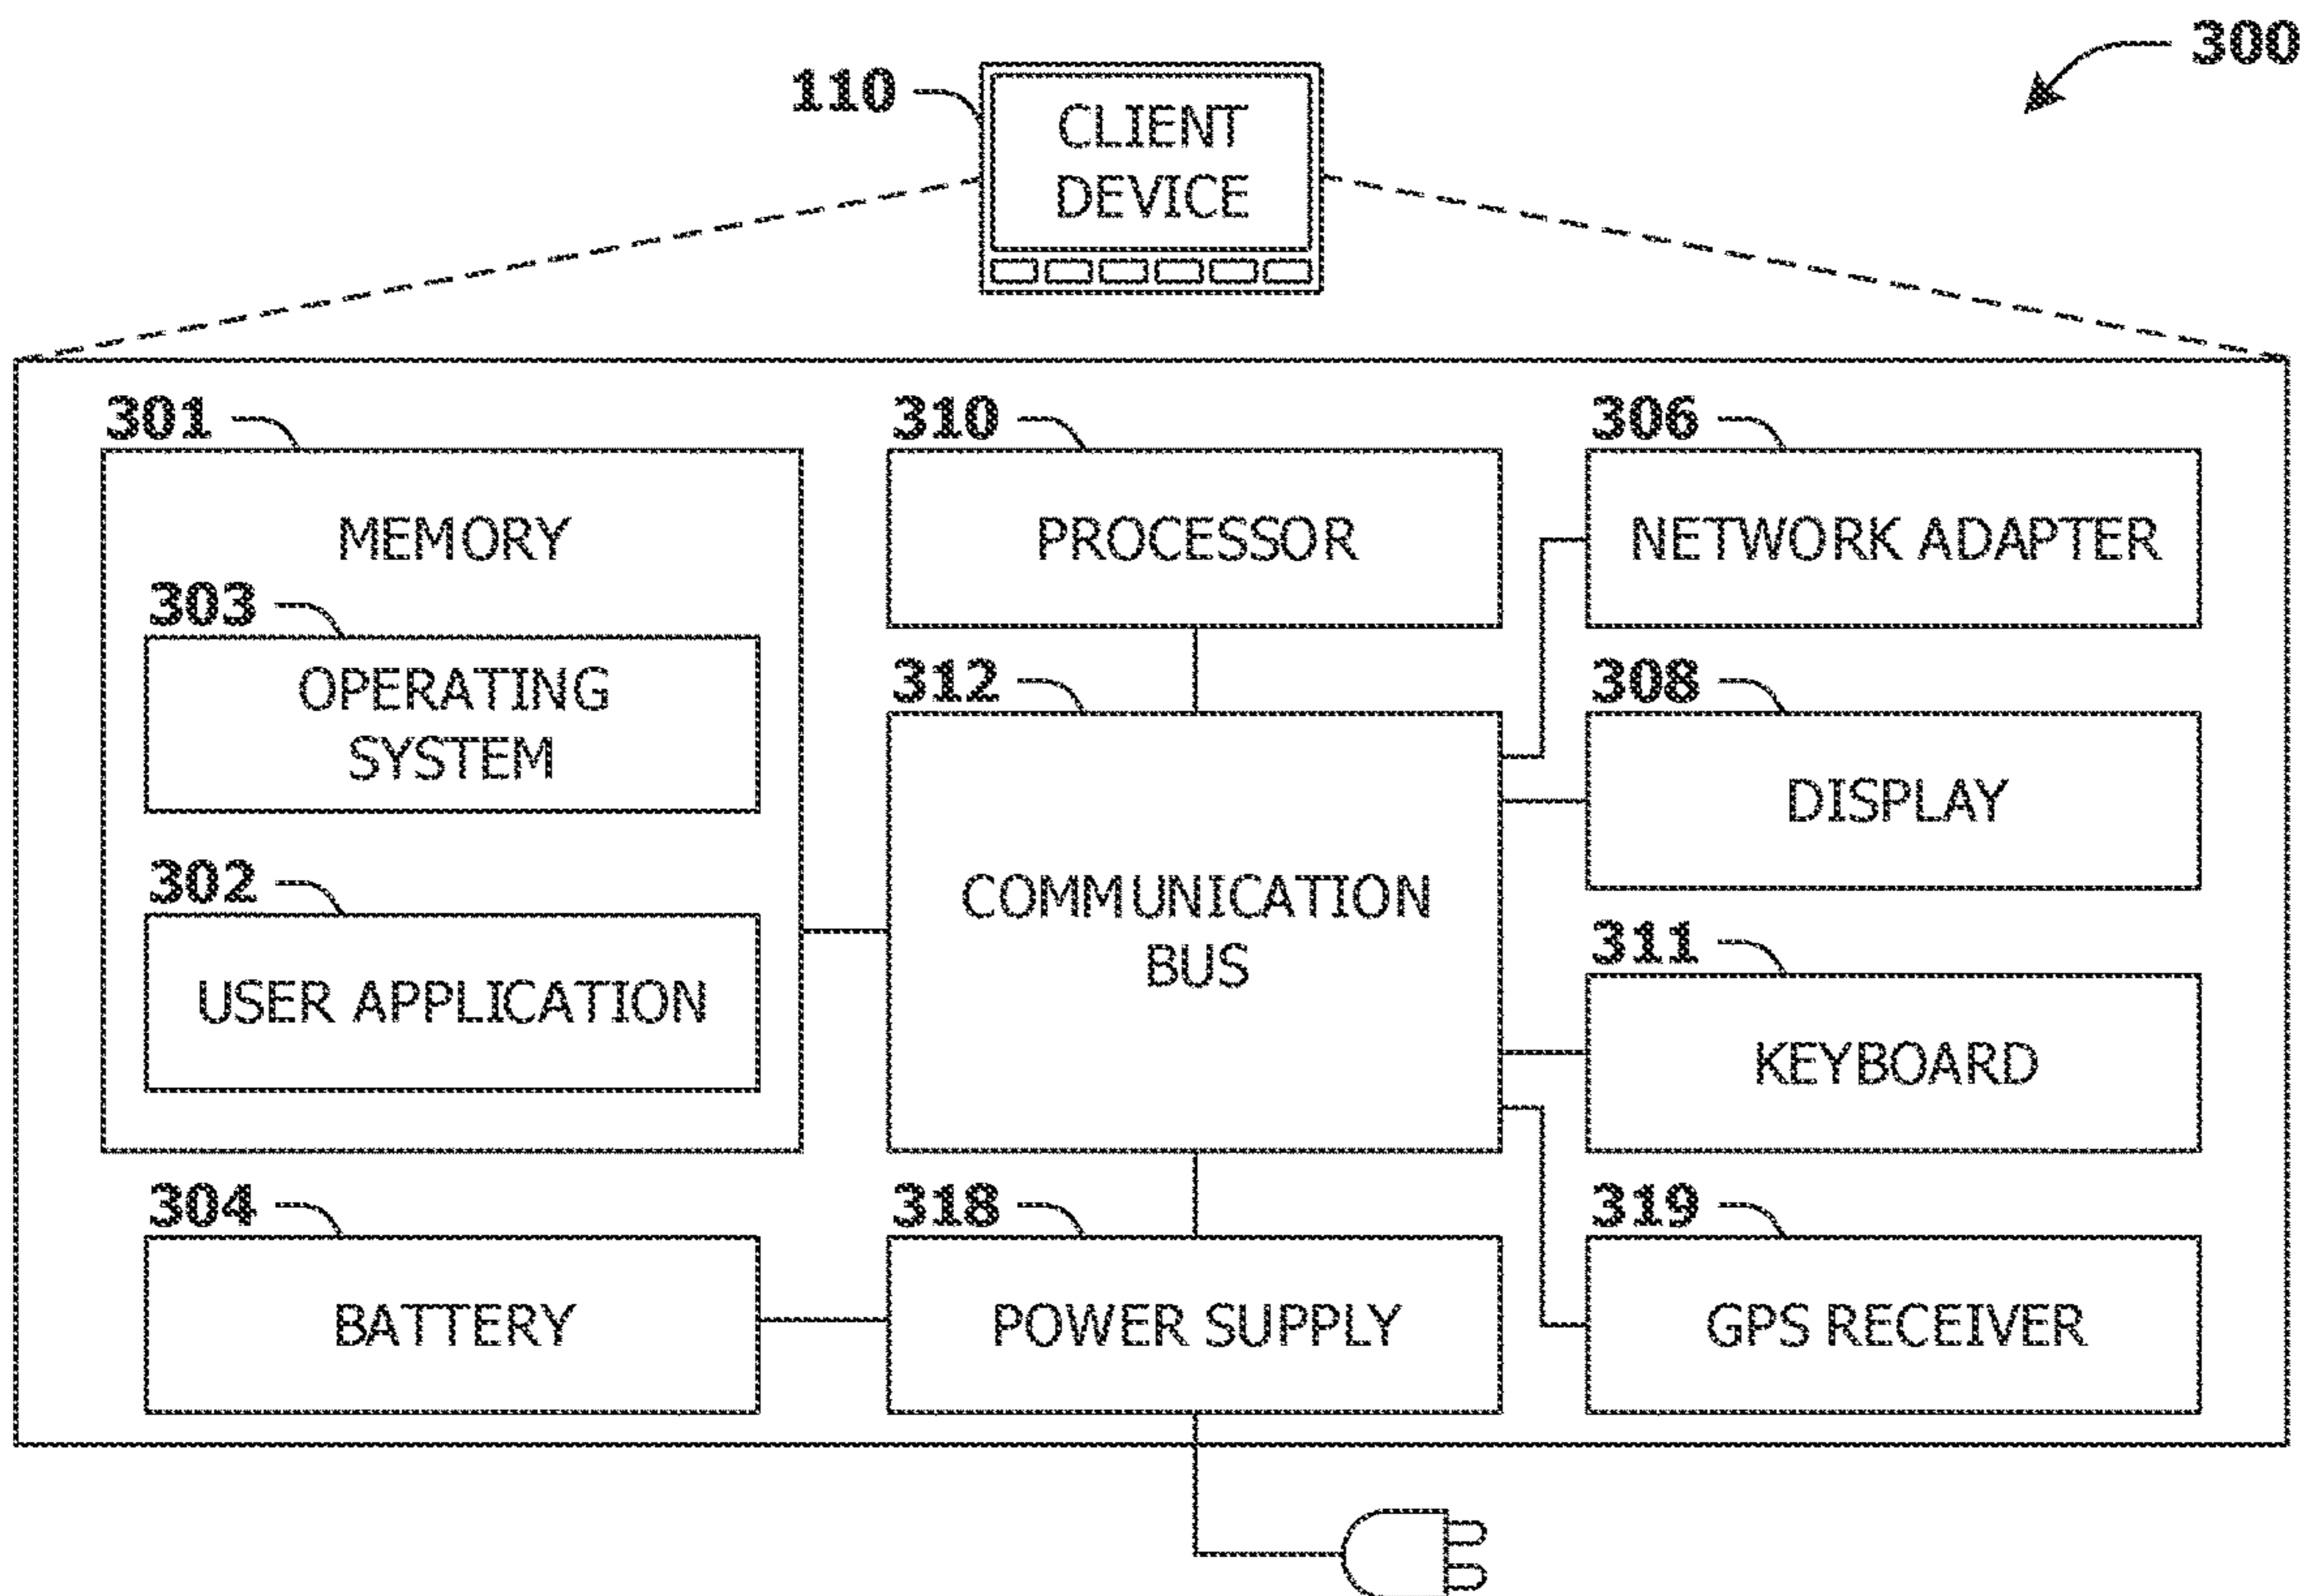 300
110
CLIENT
DEVICE
301
310
306
MEMORY
PROCESSOR
NETWORK ADAPTER
303
OPERATING
SYSTEM
312
308
COMMUNICATION
BUS
DISPLAY
302
USER APPLICATION
311
KEYBOARD
304
318
319
BATTERY
POWER SUPPLY
GPS RECEIVER